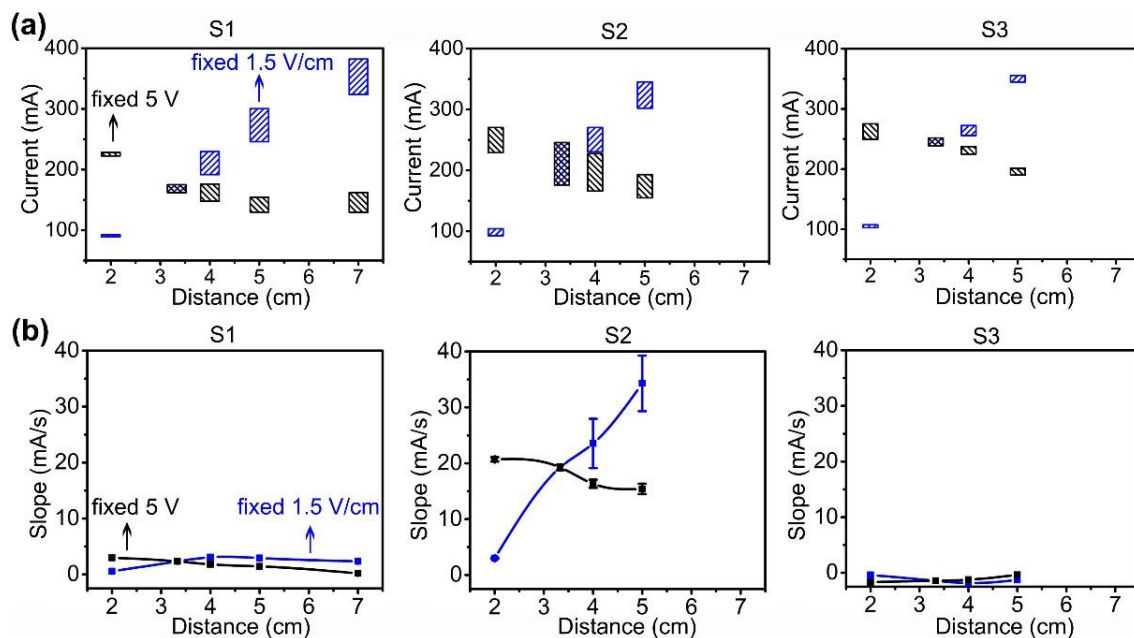 (a)
S1
S2
S3
Current (mA)
400
300
200
100
fixed 5 V
fixed 1.5 V/cm
2 3 4 5 6 7
Distance (cm)
Current (mA)
400
300
200
100
2 3 4 5 6 7
Distance (cm)
Current (mA)
400
300
200
100
2 3 4 5 6 7
Distance (cm)
(b)
S1
S2
S3
Slope (mA/s)
40
30
20
10
0
fixed 5 V
fixed 1.5 V/cm
2 3 4 5 6 7
Distance (cm)
Slope (mA/s)
40
30
20
10
0
2 3 4 5 6 7
Distance (cm)
Slope (mA/s)
40
30
20
10
0
2 3 4 5 6 7
Distance (cm)